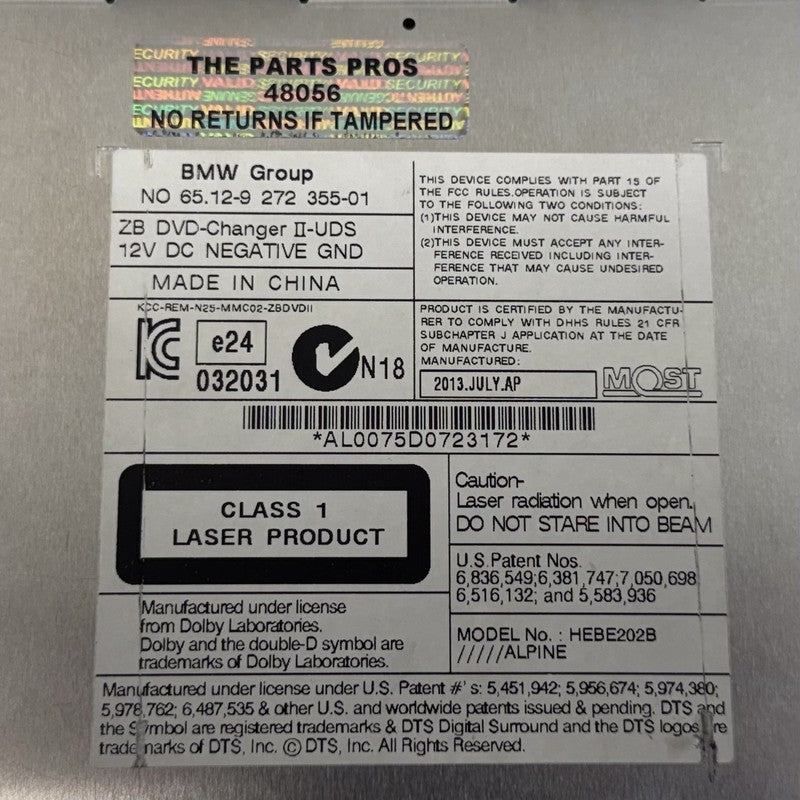 THE PARTS PROS
48056
NO RETURNS IF TAMPERED
BMW Group
NO 65.12-9 272 355-01
ZB DVD-Changer II-UDS
12V DC NEGATIVE GND
MADE IN CHINA
THIS DEVICE COMPLIES WITH PART 15 OF
THE FCC RULES.OPERATION IS SUBJECT
TO THE FOLLOWING TWO CONDITIONS:
(1)THIS DEVICE MAY NOT CAUSE HARMFUL
INTERFERENCE.
(2)THIS DEVICE MUST ACCEPT ANY INTER-
FERENCE RECEIVED INCLUDING INTER-
FERENCE THAT MAY CAUSE UNDESIRED
OPERATION.
KCC-REM-N25-MMC02-ZBDVDII
e24
032031
N18
PRODUCT IS CERTIFIED BY THE MANUFACTU-
RER TO COMPLY WITH DHHS RULES 21 CFR
SUBCHAPTER J APPLICATION AT THE DATE
OF MANUFACTURE.
MANUFACTURED:
2013.JULY.AP
MOST
*AL0075D0723172*
CLASS 1
LASER PRODUCT
Caution-
Laser radiation when open.
DO NOT STARE INTO BEAM
U.S.Patent Nos.
6,836,549;6,381,747;7,050,698
6,516,132; and 5,583,936
Manufactured under license
from Dolby Laboratories.
Dolby and the double-D symbol are
trademarks of Dolby Laboratories.
MODEL No. : HEBE202B
/////ALPINE
Manufactured under license under U.S. Patent #'s: 5,451,942; 5,956,674; 5,974,380;
5,978,762; 6,487,535 & other U.S. and worldwide patents issued & pending. DTS and
the Symbol are registered trademarks & DTS Digital Surround and the DTS logos are
trademarks of DTS, Inc. © DTS, Inc. All Rights Reserved.